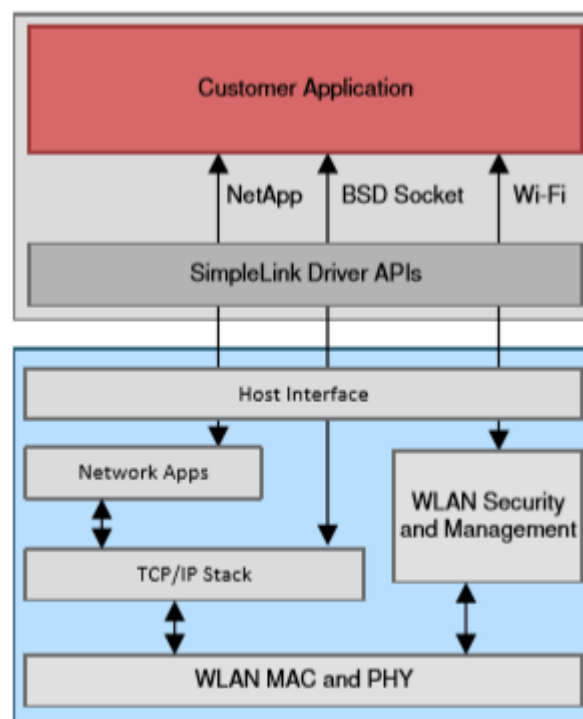 Customer Application
NetApp
BSD Socket
Wi-Fi
SimpleLink Driver APIs
Host Interface
Network Apps
WLAN Security
and Management
TCP/IP Stack
WLAN MAC and PHY